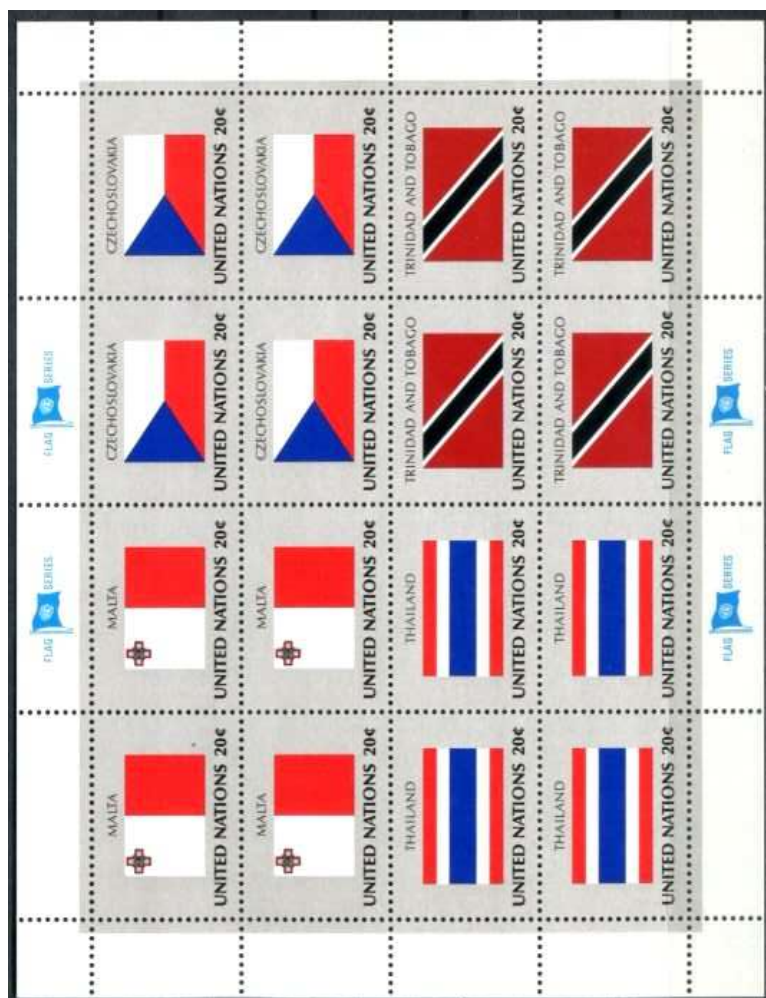 FLAG SERIES
FLAG SERIES
MALTA
UNITED NATIONS 20¢
MALTA
UNITED NATIONS 20¢
CZECHOSLOVAKIA
UNITED NATIONS 20¢
CZECHOSLOVAKIA
UNITED NATIONS 20¢
MALTA
UNITED NATIONS 20¢
MALTA
UNITED NATIONS 20¢
CZECHOSLOVAKIA
UNITED NATIONS 20¢
CZECHOSLOVAKIA
UNITED NATIONS 20¢
THAILAND
UNITED NATIONS 20¢
THAILAND
UNITED NATIONS 20¢
TRINIDAD AND TOBAGO
UNITED NATIONS 20¢
TRINIDAD AND TOBAGO
UNITED NATIONS 20¢
THAILAND
UNITED NATIONS 20¢
THAILAND
UNITED NATIONS 20¢
TRINIDAD AND TOBAGO
UNITED NATIONS 20¢
TRINIDAD AND TOBAGO
UNITED NATIONS 20¢
FLAG SERIES
FLAG SERIES